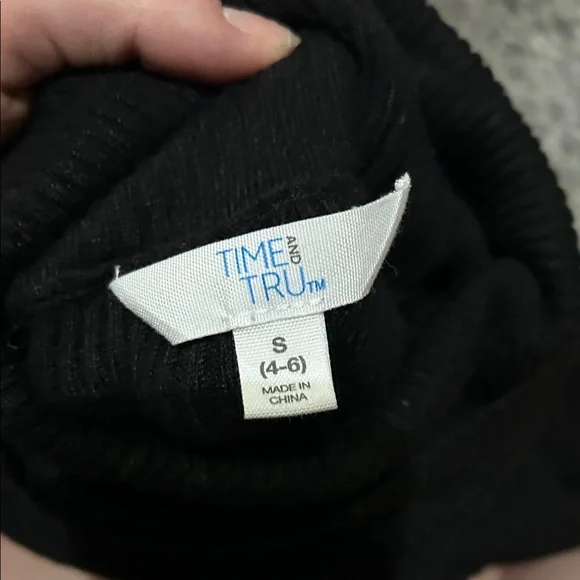 TIME AND
TRU™
S
(4-6)
MADE IN
CHINA